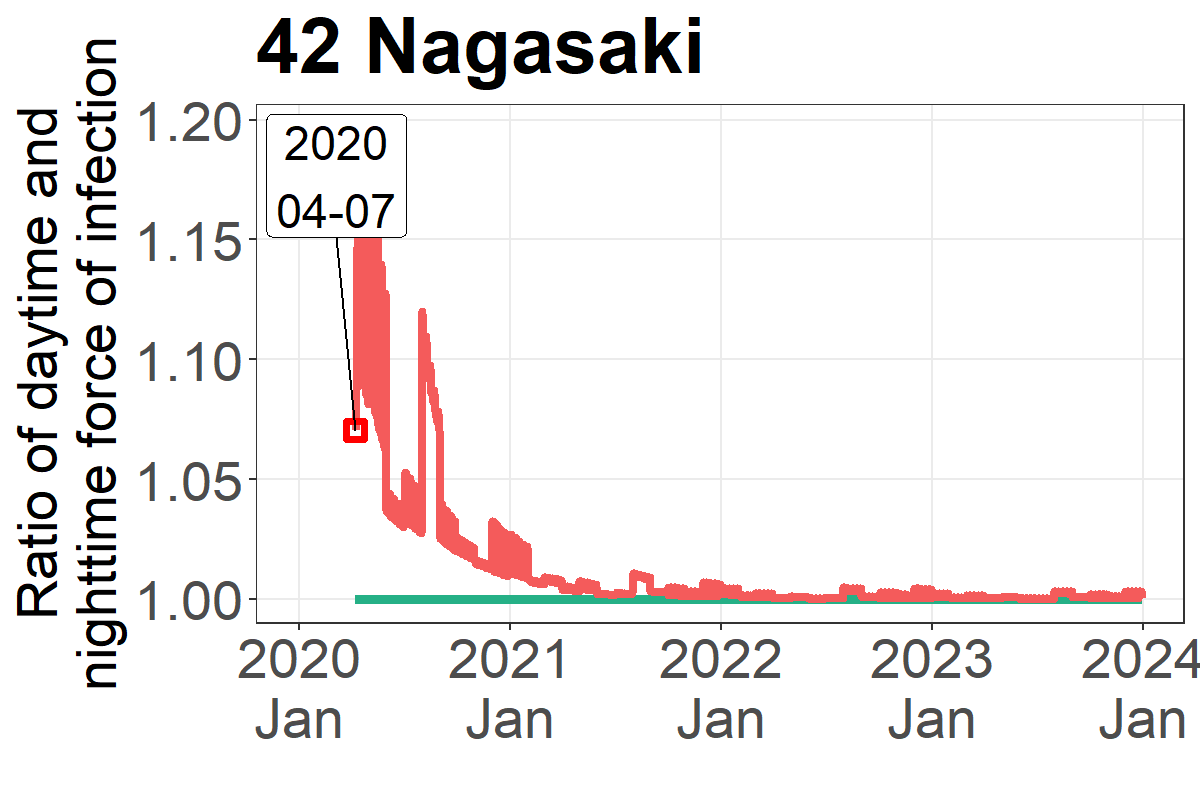 42 Nagasaki
Ratio of daytime and
nighttime force of infection
1.20
1.15
1.10
1.05
1.00
2020
04-07
2020
Jan
2021
Jan
2022
Jan
2023
Jan
2024
Jan